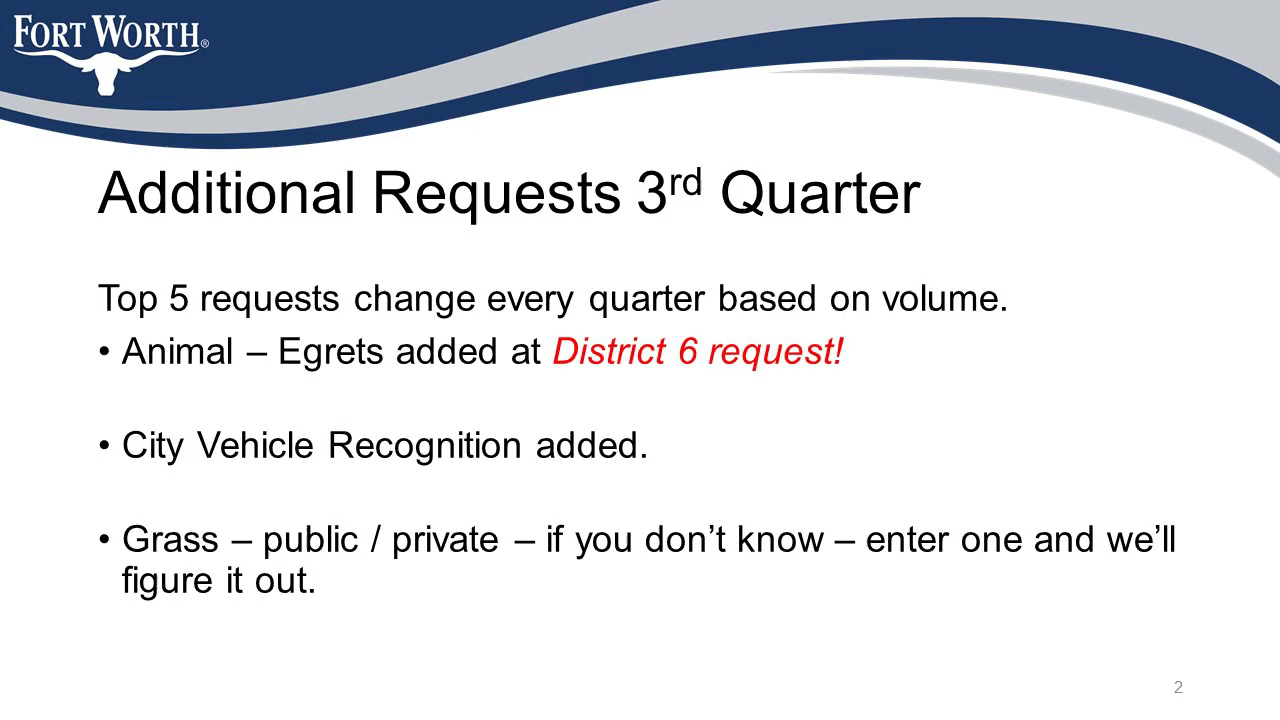 FORT WORTH®
Additional Requests 3rd Quarter
Top 5 requests change every quarter based on volume.
• Animal – Egrets added at District 6 request!
• City Vehicle Recognition added.
• Grass – public / private – if you don’t know – enter one and we’ll
figure it out.
2